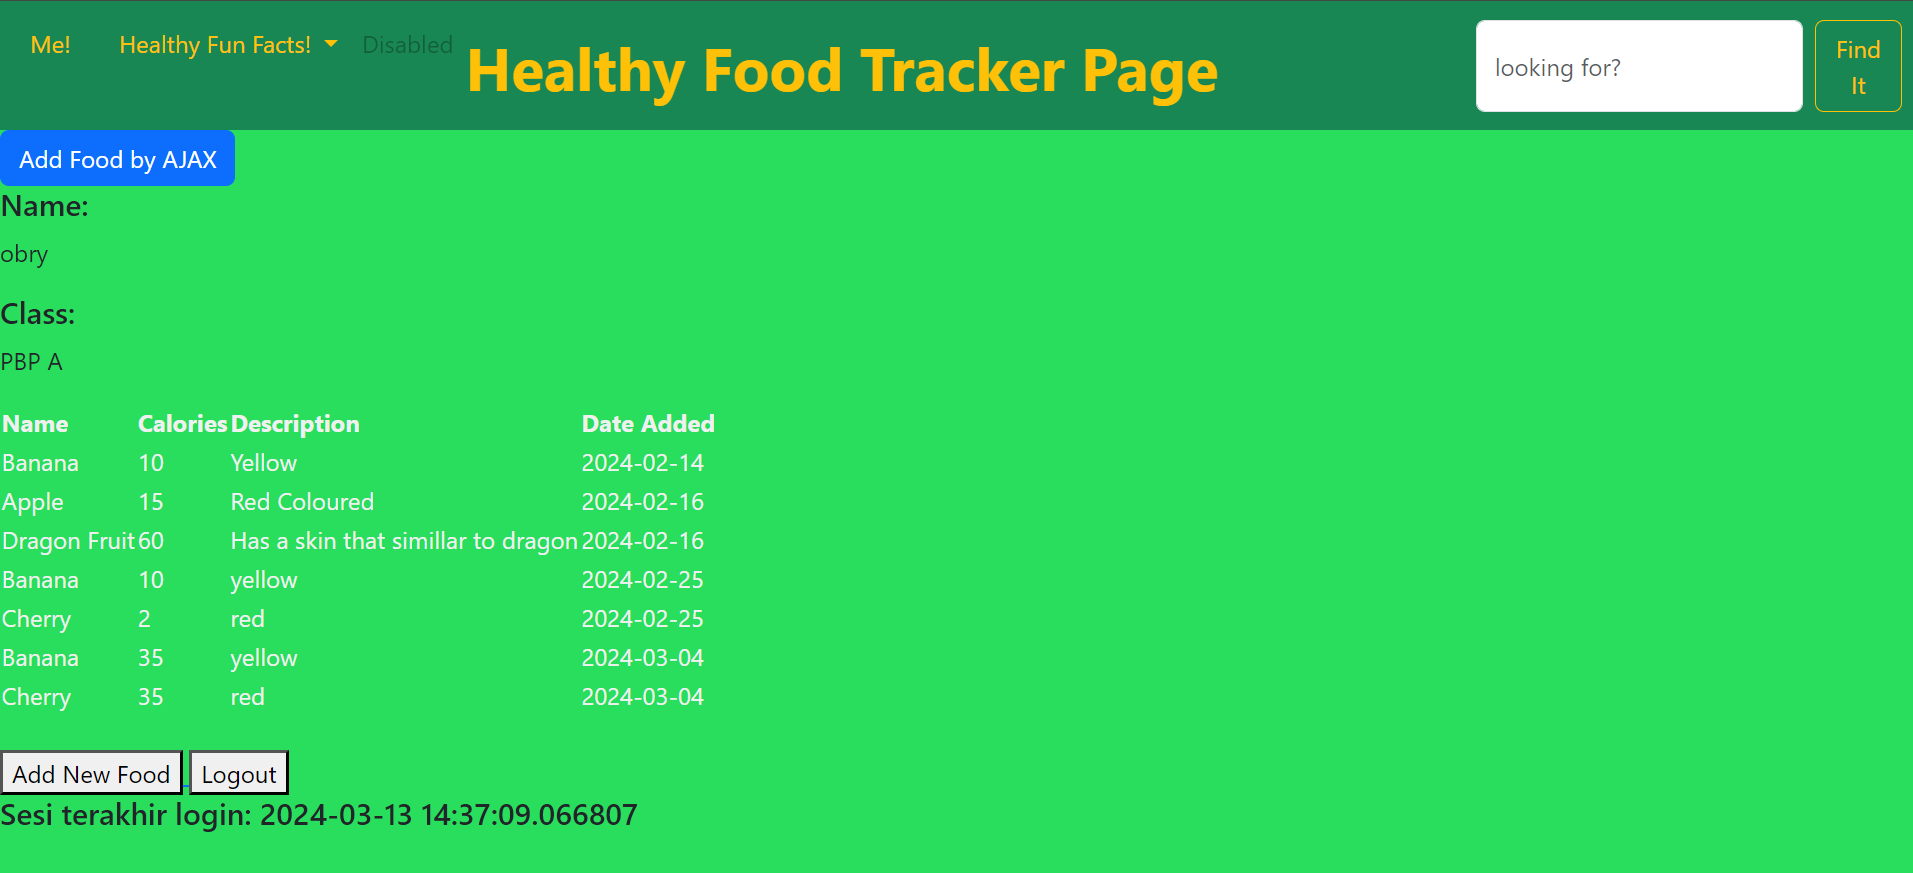 Me! Healthy Fun Facts! Disabled Healthy Food Tracker Page looking for? Find It
Add Food by AJAX
Name:
obry
Class:
PBP A
Name Calories Description Date Added
Banana 10 Yellow 2024-02-14
Apple 15 Red Coloured 2024-02-16
Dragon Fruit 60 Has a skin that simillar to dragon 2024-02-16
Banana 10 yellow 2024-02-25
Cherry 2 red 2024-02-25
Banana 35 yellow 2024-03-04
Cherry 35 red 2024-03-04
Add New Food Logout
Sesi terakhir login: 2024-03-13 14:37:09.066807